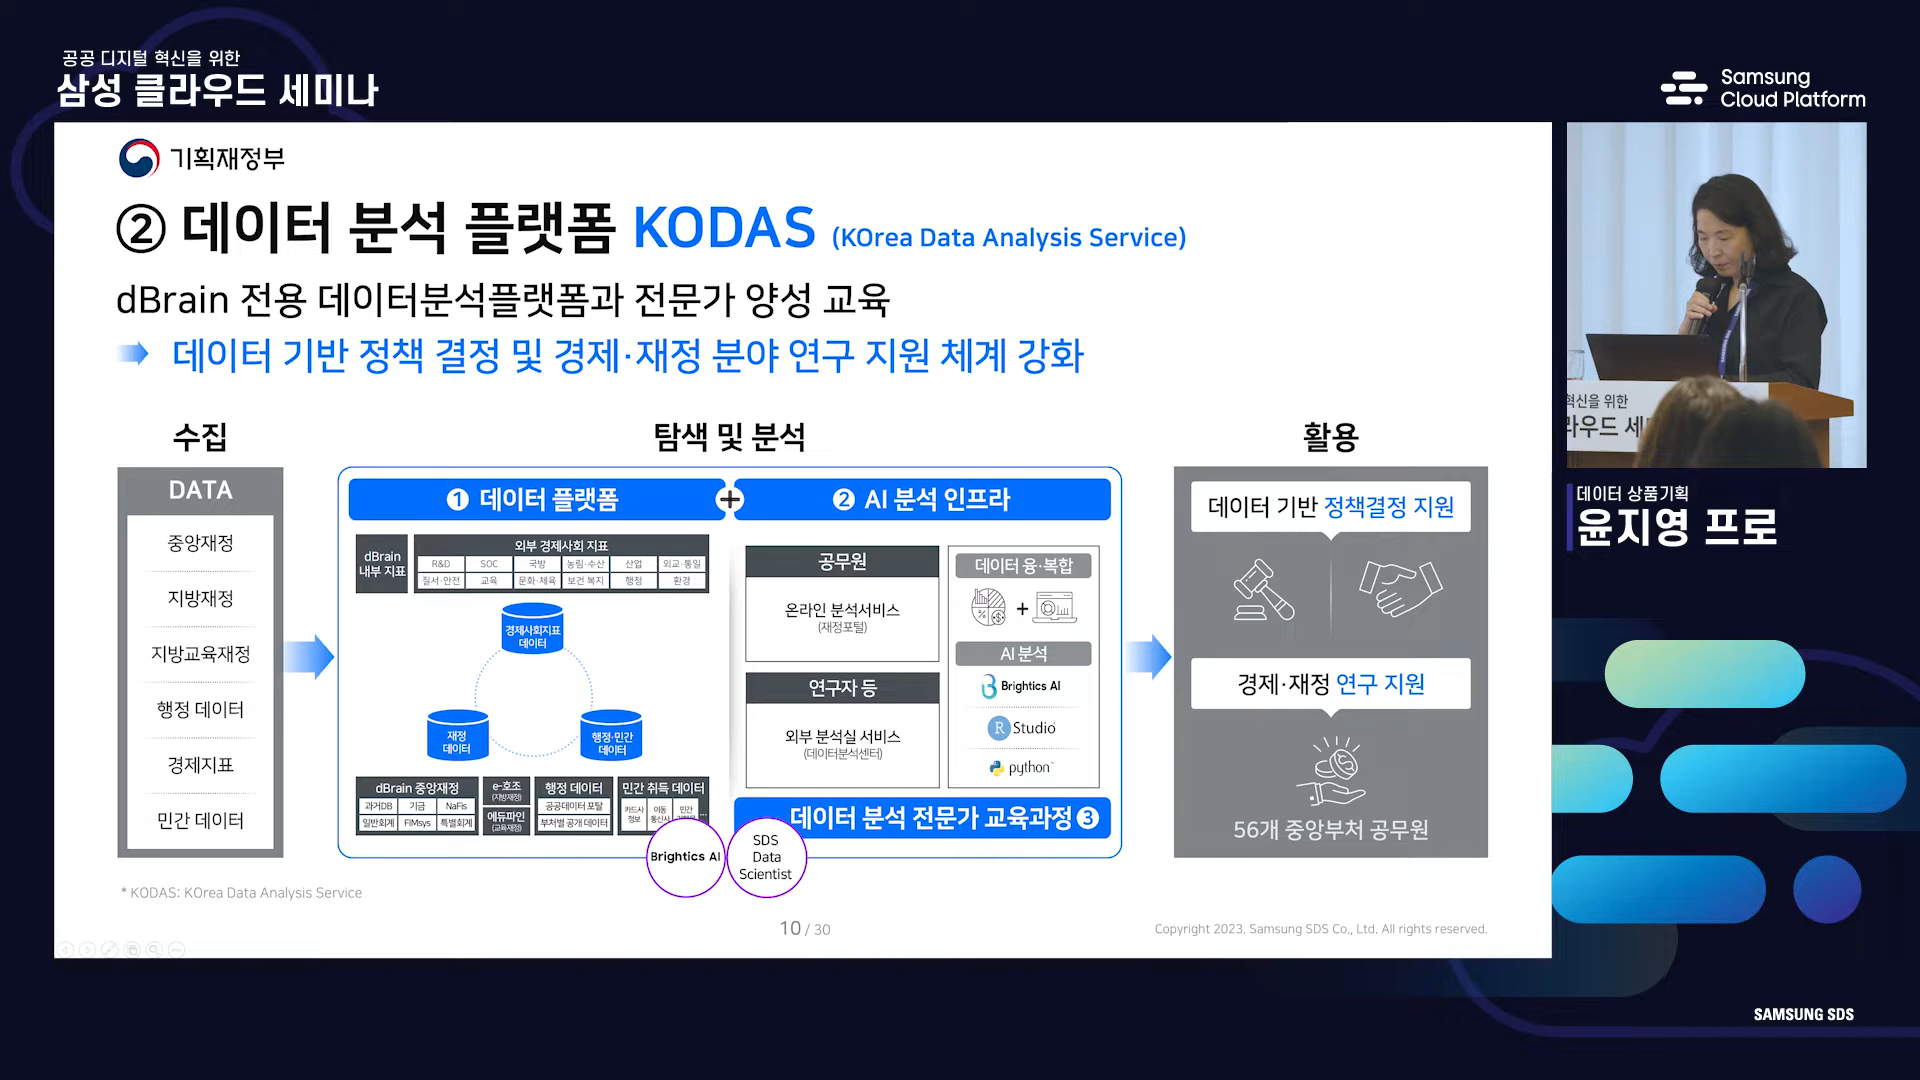 공공 디지털 혁신을 위한
삼성 클라우드 세미나
Samsung
Cloud Platform
기획재정부
② 데이터 분석 플랫폼 KODAS (KOrea Data Analysis Service)
dBrain 전용 데이터분석플랫폼과 전문가 양성 교육
데이터 기반 정책 결정 및 경제·재정 분야 연구 지원 체계 강화
수집
DATA
중앙재정
지방재정
지방교육재정
행정 데이터
경제지표
민간 데이터
탐색 및 분석
❶ 데이터 플랫폼
+
❷ AI 분석 인프라
dBrain
내부 지표
외부 경제사회 지표
R&D SOC 국방 농림·수산 산업 외교·통일
질서·안전 교육 문화·체육 보건 복지 행정 환경
경제사회지표
데이터
재정
데이터
행정·민간
데이터
dBrain 중앙재정
과거DB 기금 NaFis
일반회계 FIMsys 특별회계
e-호조
(지방재정)
에듀파인
(교육재정)
행정 데이터
공공데이터 포탈
부처별 공개 데이터
민간 취득 데이터
카드사
정보
이동
통신사
민간
...
공무원
온라인 분석서비스
(재정포털)
연구자 등
외부 분석실 서비스
(데이터분석센터)
데이터 융·복합
+
AI 분석
Brightics AI
R Studio
python
데이터 분석 전문가 교육과정 ❸
Brightics AI
SDS
Data
Scientist
활용
데이터 기반 정책결정 지원
경제·재정 연구 지원
56개 중앙부처 공무원
* KODAS: KOrea Data Analysis Service
10 / 30
Copyright 2023. Samsung SDS Co., Ltd. All rights reserved.
혁신을 위한
라우드 세
데이터 상품기획
윤지영 프로
SAMSUNG SDS